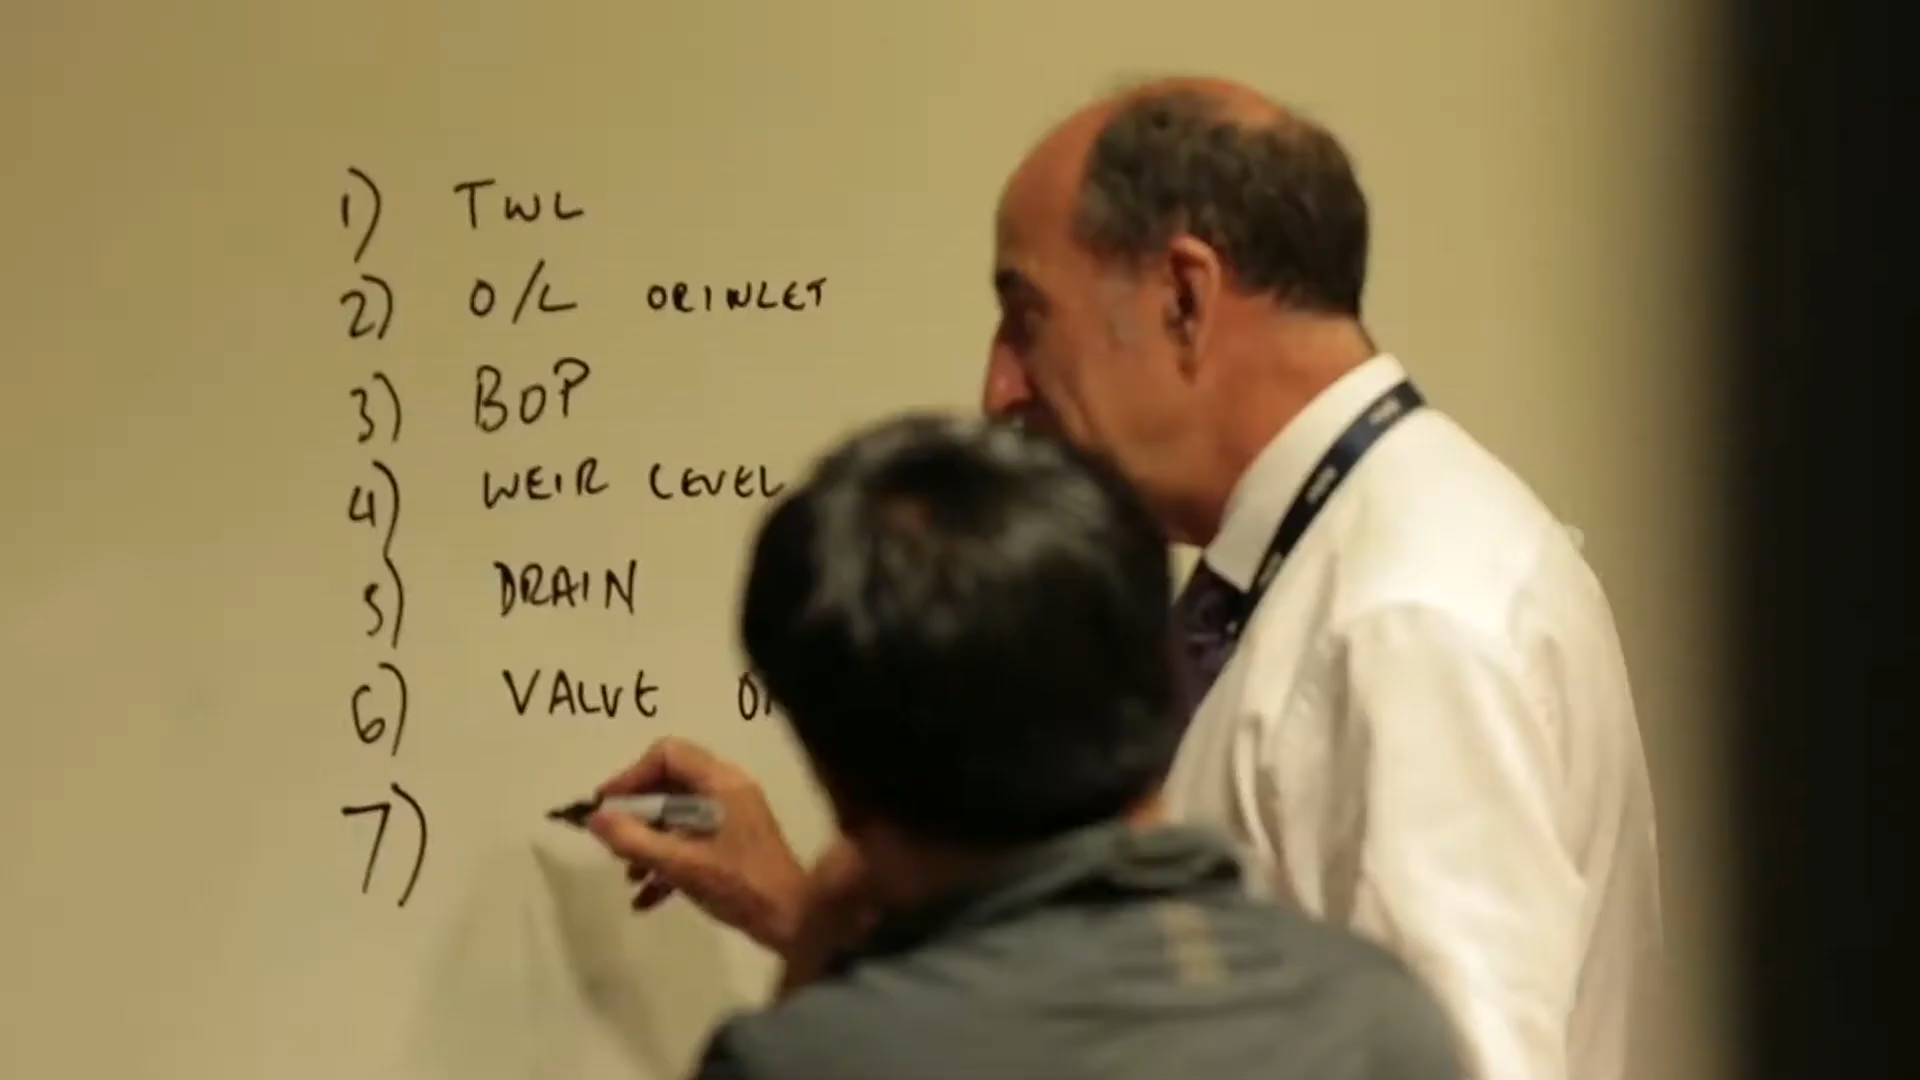 1) TWL
2) O/L OR INLET
3) BOP
4) WEIR LEVEL
5) DRAIN
6) VALVE
7)